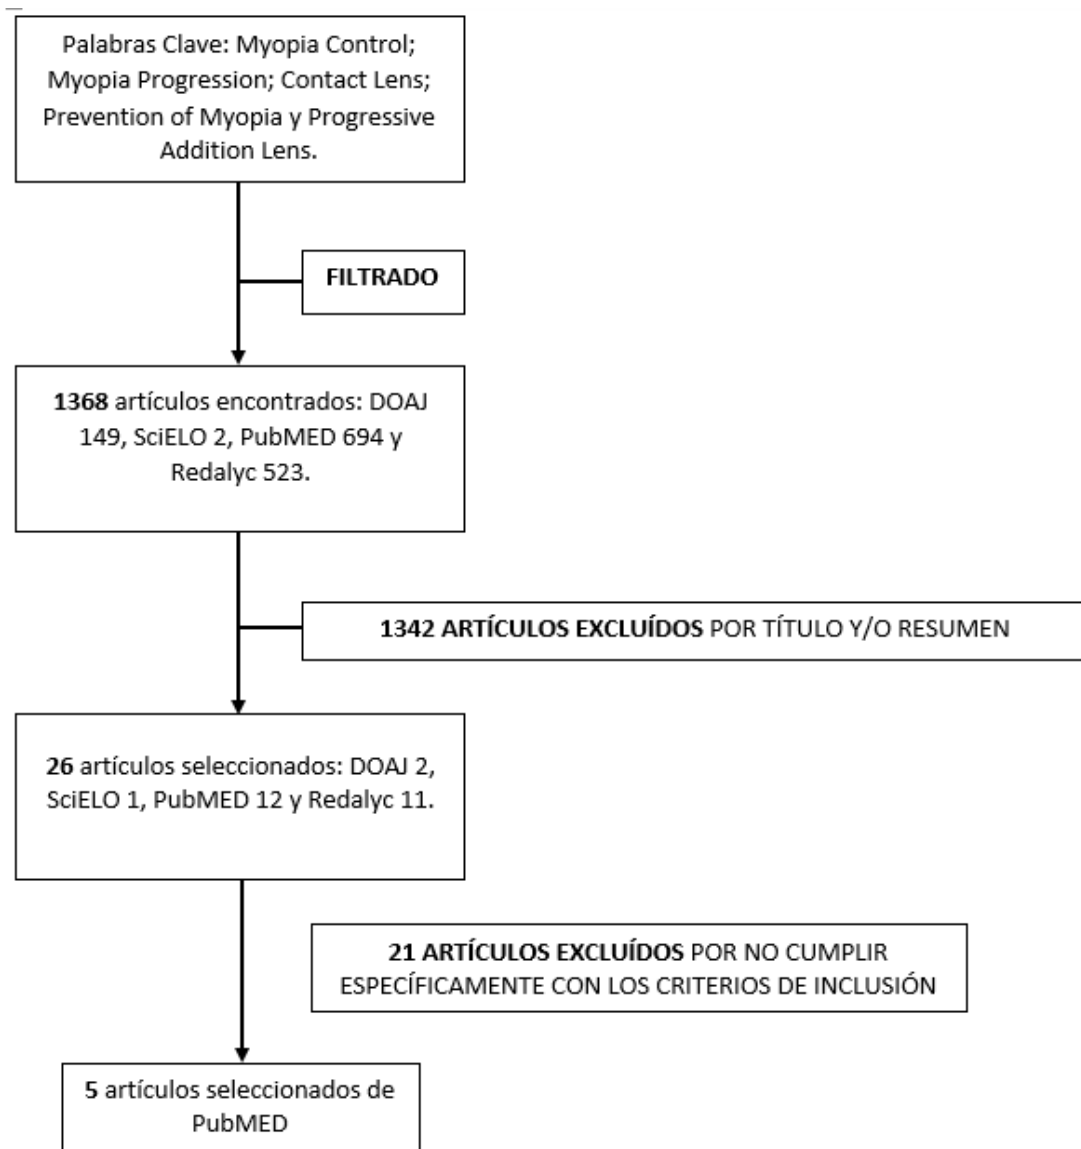 Palabras Clave: Myopia Control;
Myopia Progression; Contact Lens;
Prevention of Myopia y Progressive
Addition Lens.
FILTRADO
1368 artículos encontrados: DOAJ
149, SciELO 2, PubMED 694 y
Redalyc 523.
1342 ARTÍCULOS EXCLUÍDOS POR TÍTULO Y/O RESUMEN
26 artículos seleccionados: DOAJ 2,
SciELO 1, PubMED 12 y Redalyc 11.
21 ARTÍCULOS EXCLUÍDOS POR NO CUMPLIR
ESPECÍFICAMENTE CON LOS CRITERIOS DE INCLUSIÓN
5 artículos seleccionados de
PubMED